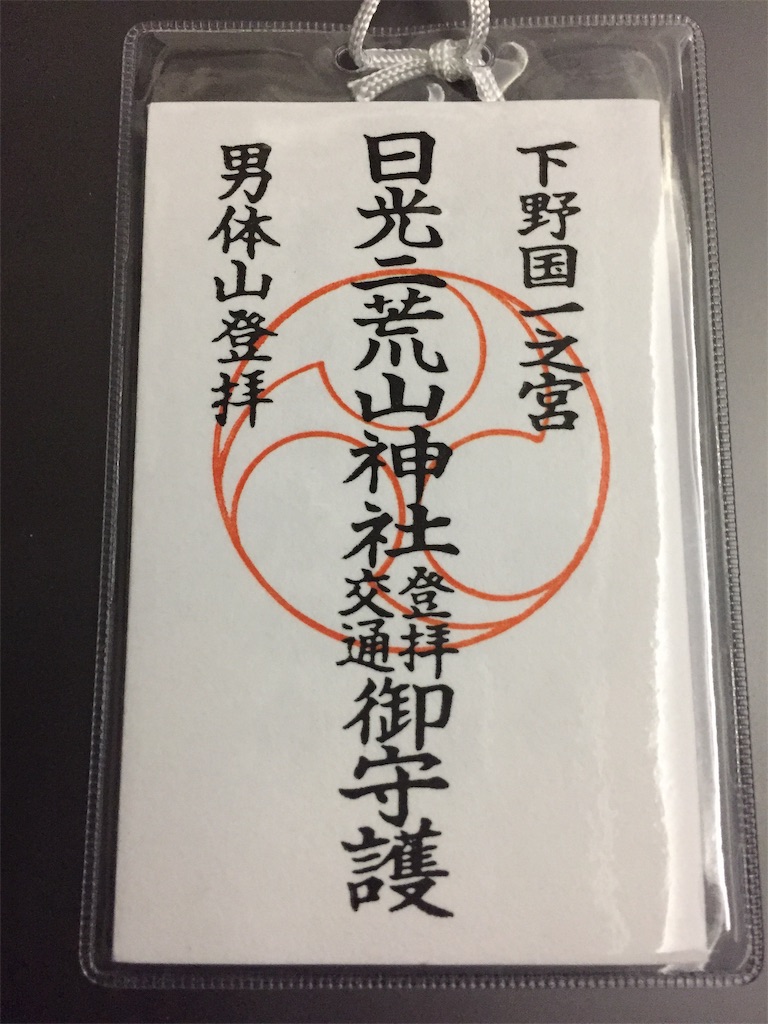 下野国一之宮
日光二荒山神社
登拝
交通
御守護
男体山登拝